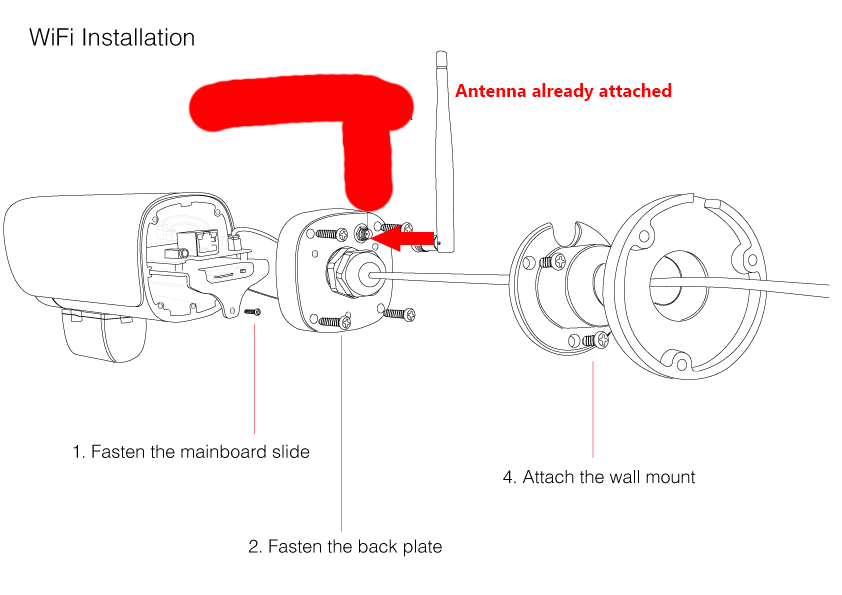 WiFi Installation
Antenna already attached
1. Fasten the mainboard slide
4. Attach the wall mount
2. Fasten the back plate